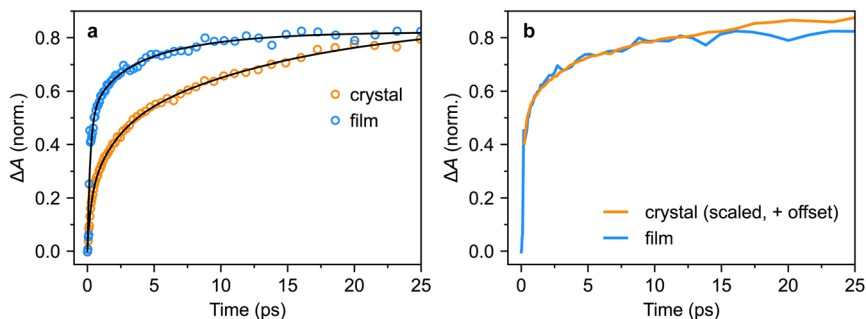 a
0.8
0.6
0.4
0.2
0.0
ΔA (norm.)
crystal
film
0 5 10 15 20 25
Time (ps)
b
0.8
0.6
0.4
0.2
0.0
ΔA (norm.)
crystal (scaled, + offset)
film
0 5 10 15 20 25
Time (ps)